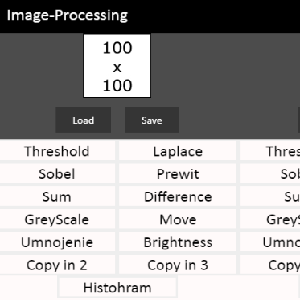 Image-Processing
100
x
100
Load Save
Threshold Laplace Thres
Sobel Prewit Sob
Sum Difference Su
GreyScale Move GreyS
Umnojenie Brightness Umno
Copy in 2 Copy in 3 Copy
Histohram